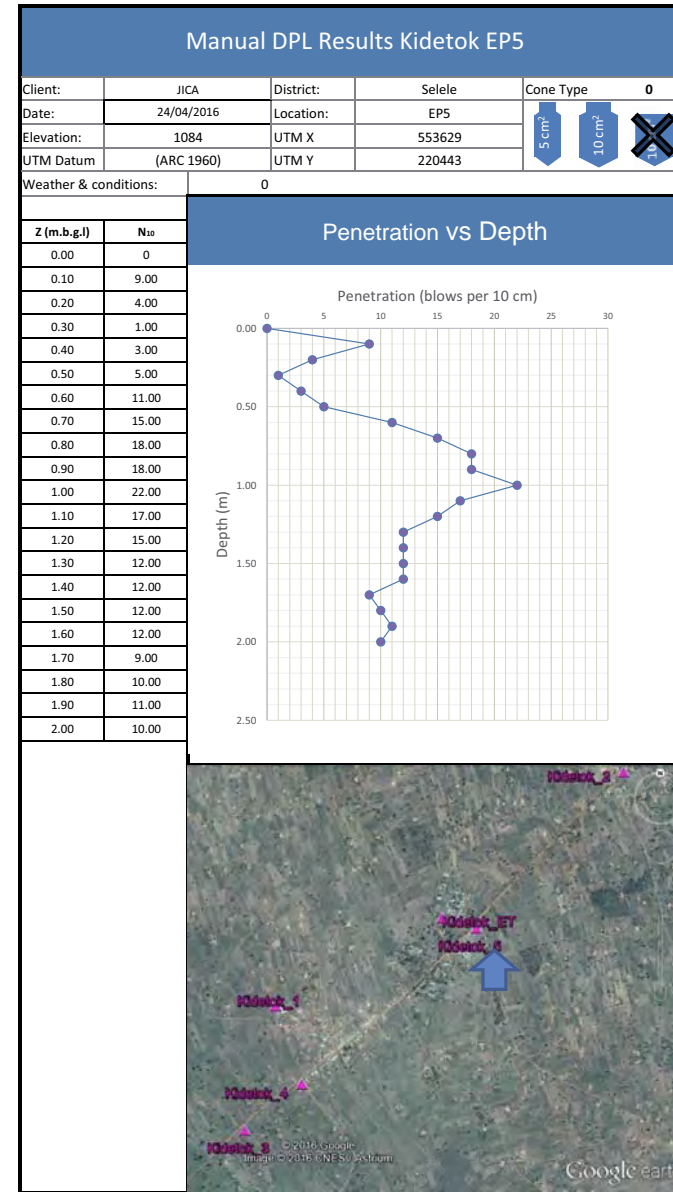 Manual DPL Results Kidetok EP5
Client: JICA District: Selele Cone Type 0
Date: 24/04/2016 Location: EP5
Elevation: 1084 UTM X 553629
UTM Datum (ARC 1960) UTM Y 220443
5 cm²
10 cm²
Weather & conditions: 0
Z (m.b.g.l) N10
0.00 0
0.10 9.00
0.20 4.00
0.30 1.00
0.40 3.00
0.50 5.00
0.60 11.00
0.70 15.00
0.80 18.00
0.90 18.00
1.00 22.00
1.10 17.00
1.20 15.00
1.30 12.00
1.40 12.00
1.50 12.00
1.60 12.00
1.70 9.00
1.80 10.00
1.90 11.00
2.00 10.00
Penetration vs Depth
Penetration (blows per 10 cm)
0 5 10 15 20 25 30
0.00
0.50
1.00
1.50
2.00
2.50
Depth (m)
Kidetok_2
Kidetok_ET
Kidetok_5
Kidetok_1
Kidetok_4
Kidetok_3
© 2016 Google
Image © 2016 CNES / Astrium
Google eart